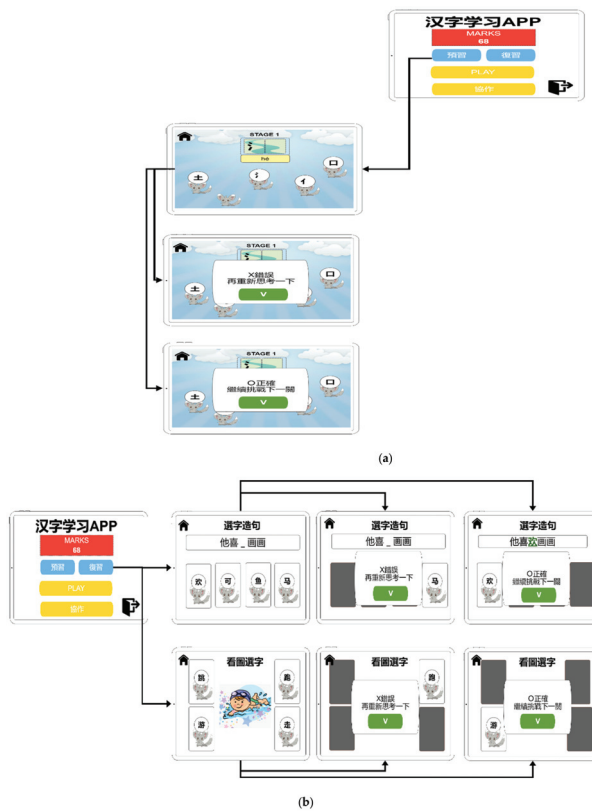 汉字学习APP
MARKS
68
預習
復習
PLAY
操作
STAGE 1
hé
土
氵
亻
口
STAGE 1
土
口
X錯誤
再重新思考一下
V
STAGE 1
土
口
O正確
繼續挑戰下一關
V
(a)
汉字学习APP
MARKS
68
預習
復習
PLAY
操作
選字造句
他喜 _ 画画
欢
可
鱼
马
選字造句
他喜 _ 画画
马
X錯誤
再重新思考一下
V
選字造句
他喜欢画画
欢
O正確
繼續挑戰下一關
V
看圖選字
跳
跑
游
走
看圖選字
跑
X錯誤
再重新思考一下
V
看圖選字
游
O正確
繼續挑戰下一關
V
(b)